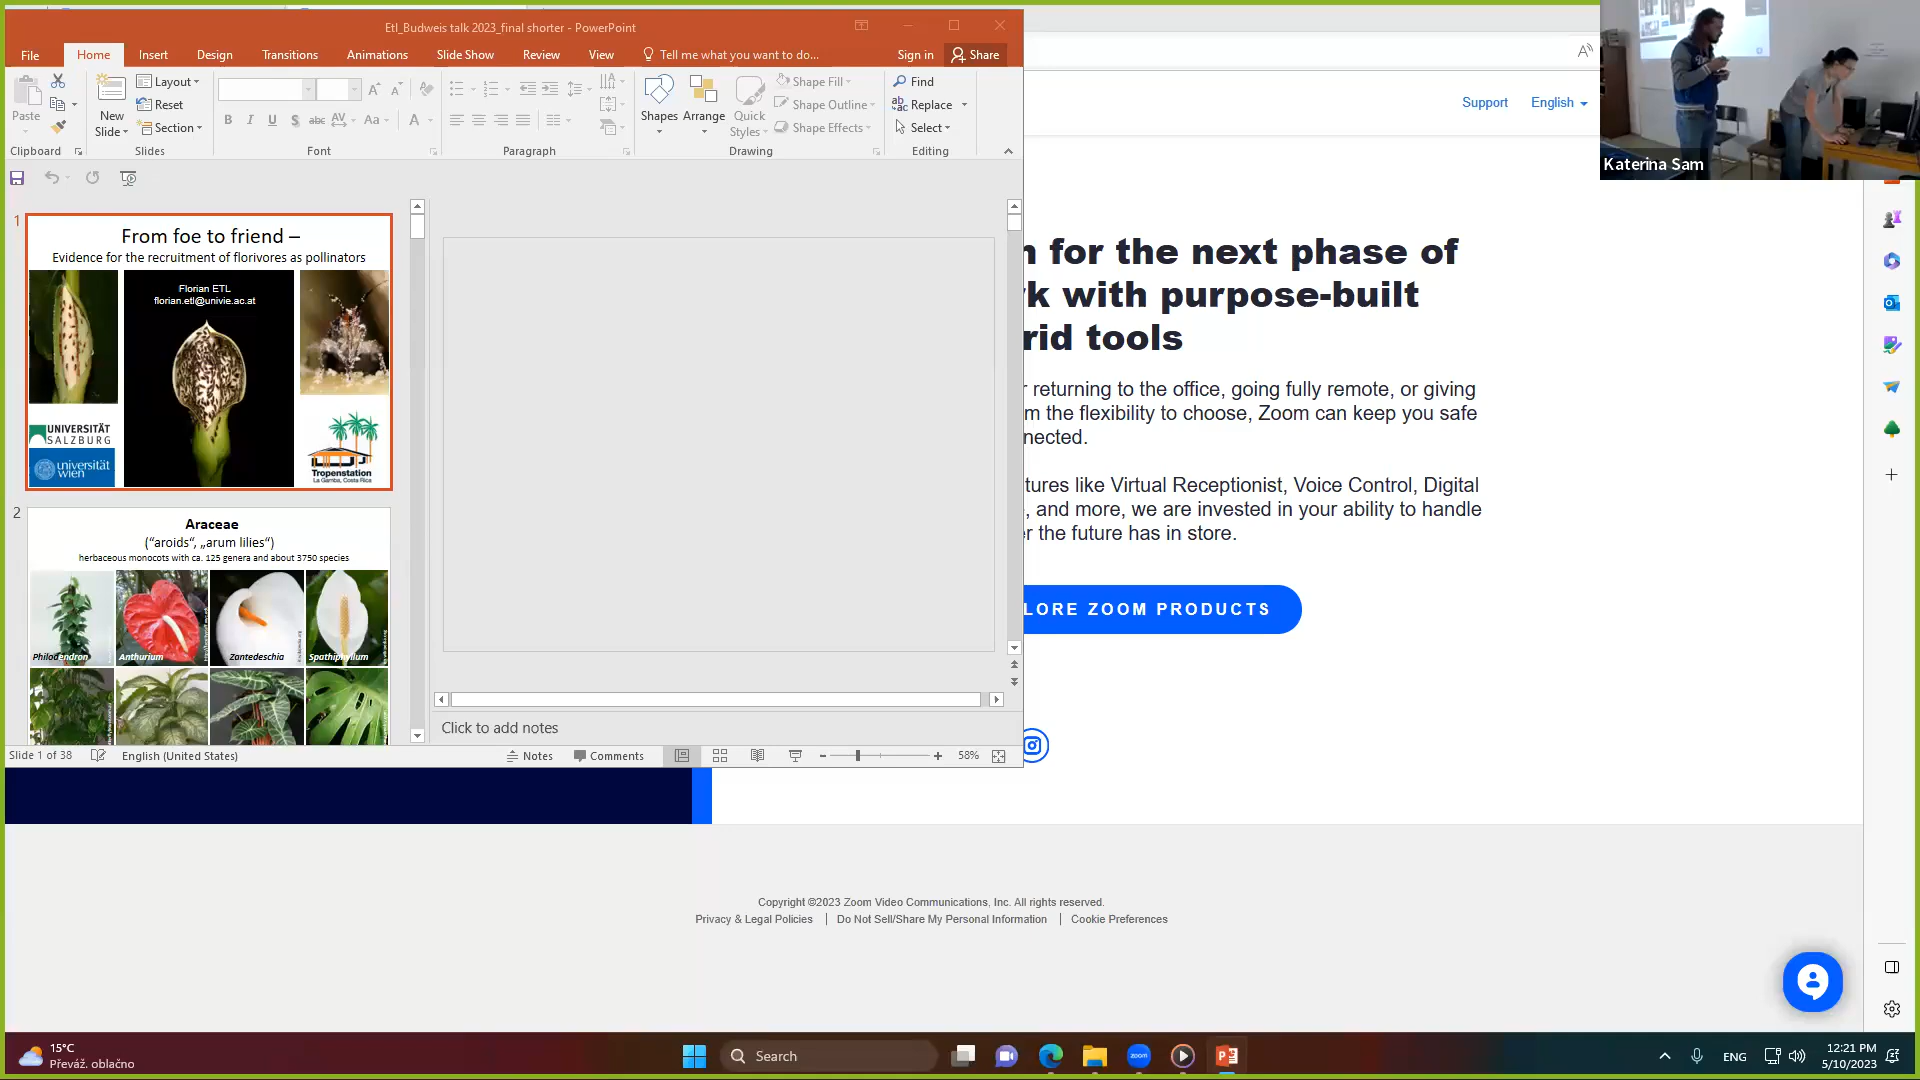 Etl_Budweis talk 2023_final shorter - PowerPoint
File Home Insert Design Transitions Animations Slide Show Review View Tell me what you want to do... Sign in Share
Paste
New Slide
Layout
Reset
Section
B I U S abc AV Aa A
Shapes Arrange Quick Styles
Shape Fill
Shape Outline
Shape Effects
Find
Replace
Select
Clipboard Slides Font Paragraph Drawing Editing
1
From foe to friend –
Evidence for the recruitment of florivores as pollinators
Florian ETL
florian.etl@univie.ac.at
UNIVERSITÄT
SALZBURG
universität
wien
Tropenstation
La Gamba, Costa Rica
2
Araceae
(“aroids“, „arum lilies“)
herbaceous monocots with ca. 125 genera and about 3750 species
Philodendron Anthurium Zantedeschia Spathiphyllum
Click to add notes
Slide 1 of 38 English (United States) Notes Comments 58%
Support English
Katerina Sam
for the next phase of
with purpose-built
tools
returning to the office, going fully remote, or giving
the flexibility to choose, Zoom can keep you safe
like Virtual Receptionist, Voice Control, Digital
, and more, we are invested in your ability to handle
the future has in store.
LORE ZOOM PRODUCTS
Copyright ©2023 Zoom Video Communications, Inc. All rights reserved.
Privacy & Legal Policies | Do Not Sell/Share My Personal Information | Cookie Preferences
15°C
Převáž. oblačno
Search
zoom
ENG
12:21 PM
5/10/2023